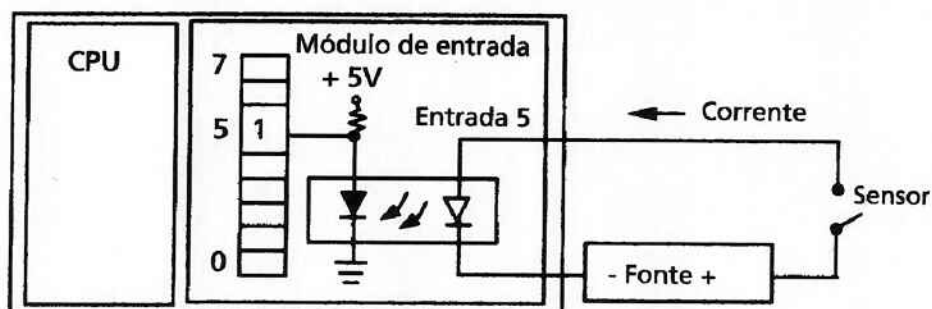 CPU
Módulo de entrada
7
+ 5V
5
1
Entrada 5
Corrente
Sensor
0
- Fonte +